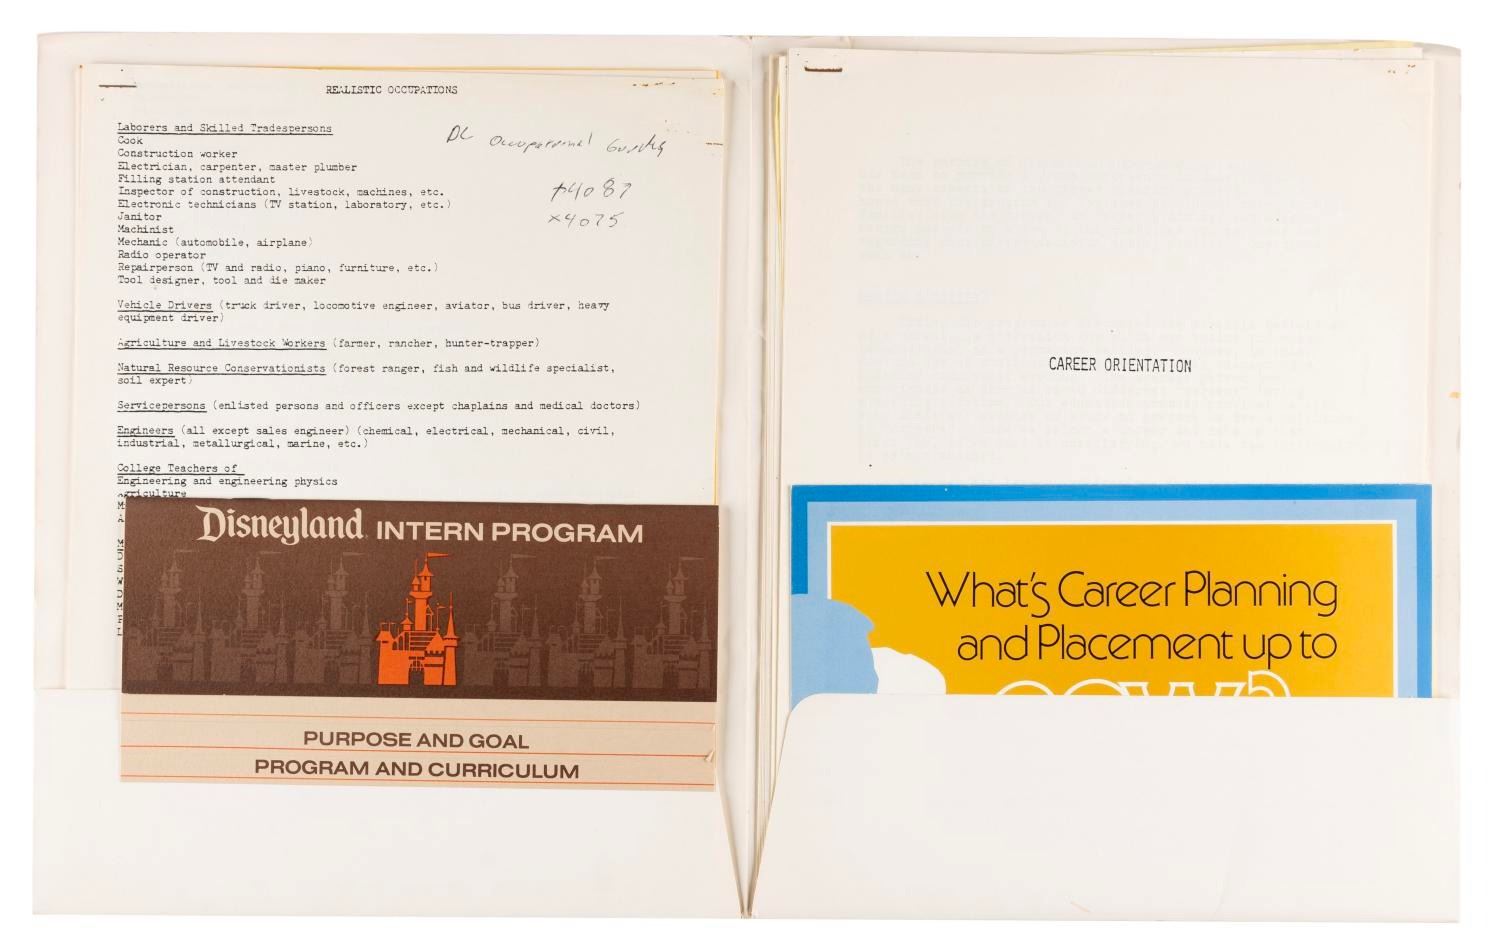 REALISTIC OCCUPATIONS
Laborers and Skilled Tradespersons
Cook
Construction worker
Electrician, carpenter, master plumber
Filling station attendant
Inspector of construction, livestock, machines, etc.
Electronic technicians (TV station, laboratory, etc.)
Janitor
Machinist
Mechanic (automobile, airplane)
Radio operator
Repairperson (TV and radio, piano, furniture, etc.)
Tool designer, tool and die maker
DL
x4075
Vehicle Drivers (truck driver, locomotive engineer, aviator, bus driver, heavy
equipment driver)
Agriculture and Livestock Workers (farmer, rancher, hunter-trapper)
Natural Resource Conservationists (forest ranger, fish and wildlife specialist,
soil expert)
Servicepersons (enlisted persons and officers except chaplains and medical doctors)
Engineers (all except sales engineer) (chemical, electrical, mechanical, civil,
industrial, metallurgical, marine, etc.)
College Teachers of
Engineering and engineering physics
Agriculture
Disneyland INTERN PROGRAM
PURPOSE AND GOAL
PROGRAM AND CURRICULUM
CAREER ORIENTATION
What's Career Planning
and Placement up to